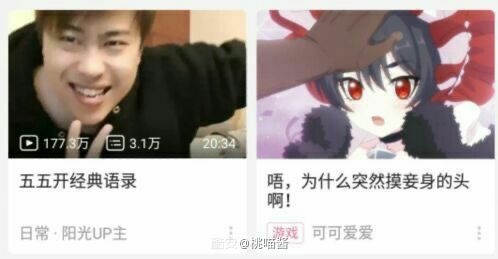 177.3万 3.1万 20:34
五五开经典语录
日常 · 阳光UP主
唔，为什么突然摸妾身的头
啊！
游戏 可可爱爱
酷安@桃喵酱